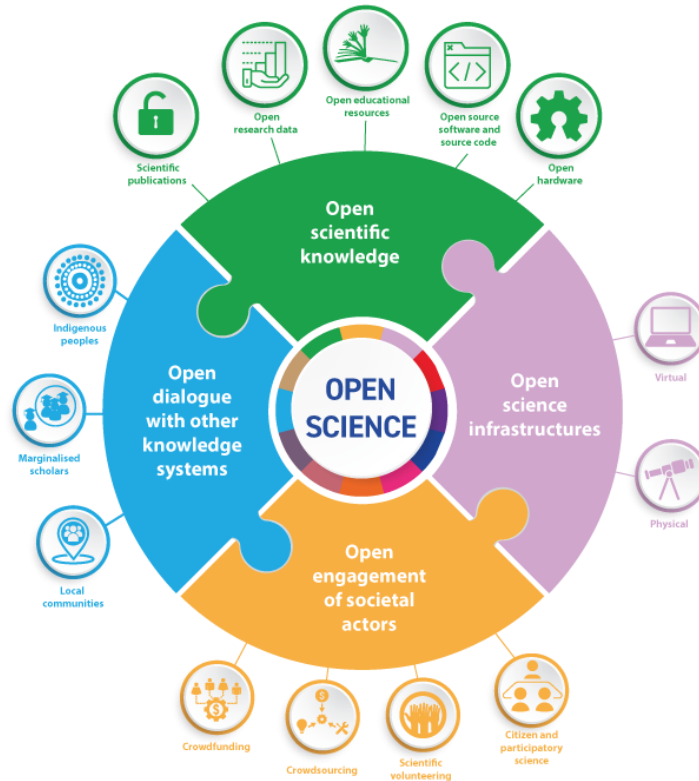 Open
research data
Open educational
resources
Open source
software and
source code
Scientific
publications
Open
hardware
Open
scientific
knowledge
Indigenous
peoples
Open
dialogue
with other
knowledge
systems
OPEN
SCIENCE
Open
science
infrastructures
Virtual
Marginalised
scholars
Physical
Local
communities
Open
engagement
of societal
actors
Crowdfunding
Crowdsourcing
Scientific
volunteering
Citizen and
participatory
science